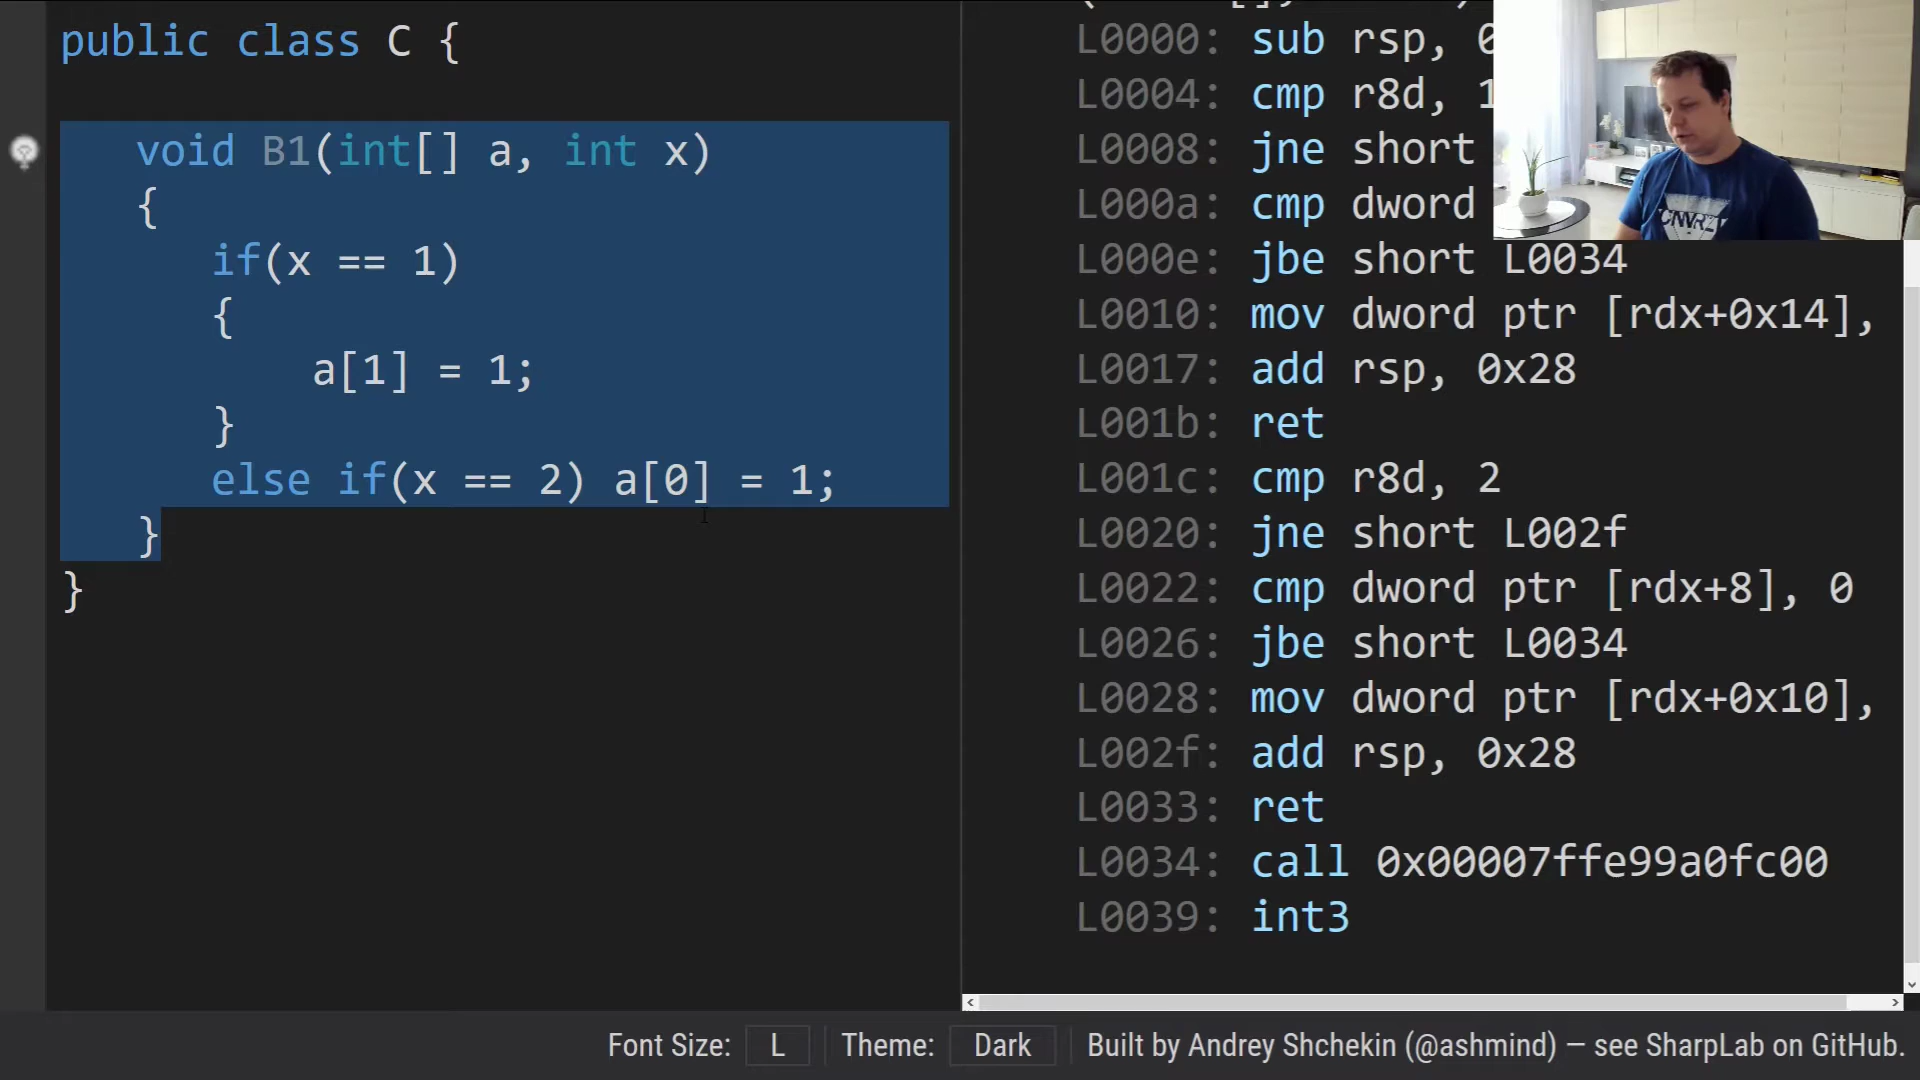 public class C {
void B1(int[] a, int x)
{
if(x == 1)
{
a[1] = 1;
}
else if(x == 2) a[0] = 1;
}
}
L0000: sub rsp, 0
L0004: cmp r8d, 1
L0008: jne short
L000a: cmp dword
L000e: jbe short L0034
L0010: mov dword ptr [rdx+0x14],
L0017: add rsp, 0x28
L001b: ret
L001c: cmp r8d, 2
L0020: jne short L002f
L0022: cmp dword ptr [rdx+8], 0
L0026: jbe short L0034
L0028: mov dword ptr [rdx+0x10],
L002f: add rsp, 0x28
L0033: ret
L0034: call 0x00007ffe99a0fc00
L0039: int3
CNVRZ
Font Size: L Theme: Dark Built by Andrey Shchekin (@ashmind) — see SharpLab on GitHub.